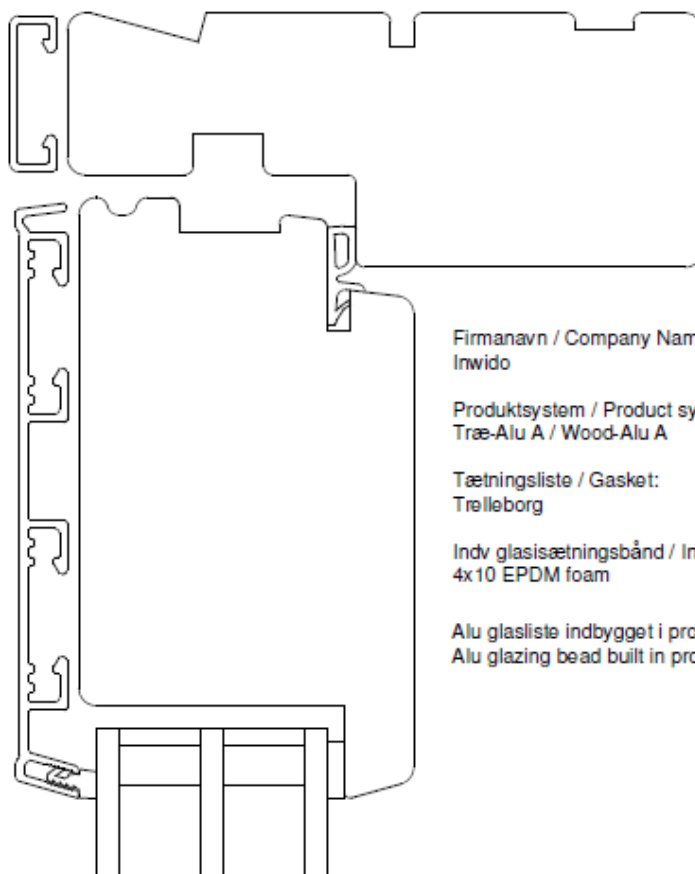 Firmanavn / Company Nam
Inwido
Produktsystem / Product sy
Træ-Alu A / Wood-Alu A
Tætningsliste / Gasket:
Trelleborg
Indv glasisætningsbånd / In
4x10 EPDM foam
Alu glasliste indbygget i pro
Alu glazing bead built in pro